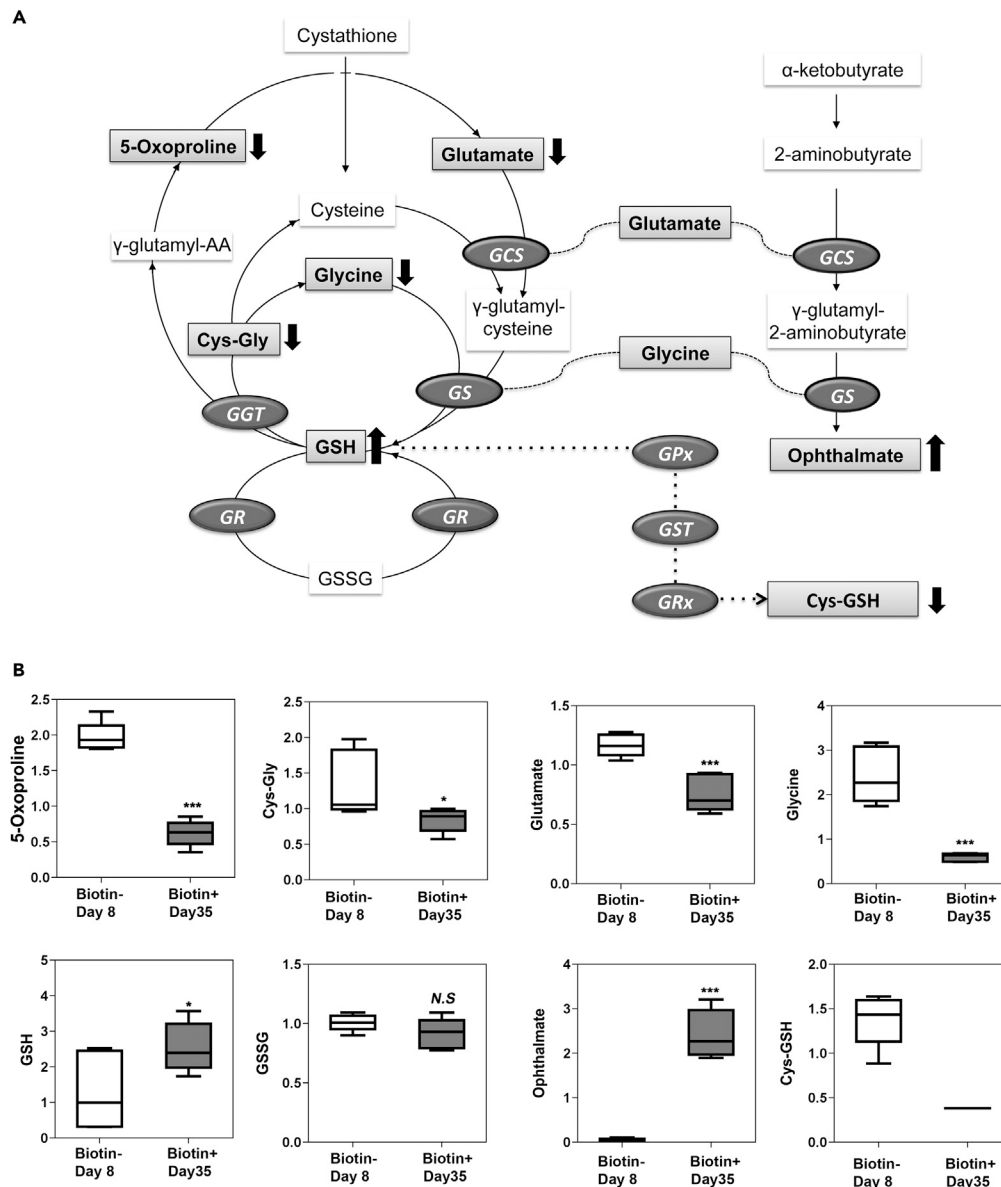 A
Cystathione
α-ketobutyrate
5-Oxoproline
Glutamate
2-aminobutyrate
Cysteine
Glutamate
γ-glutamyl-AA
GCS
GCS
Glycine
γ-glutamyl-
cysteine
γ-glutamyl-
2-aminobutyrate
Cys-Gly
Glycine
GS
GS
GGT
GSH
GPx
Ophthalmate
GR
GR
GST
GSSG
GRx
Cys-GSH
B
5-Oxoproline
2.5
2.0
1.5
1.0
0.5
0.0
***
Biotin-
Day 8
Biotin+
Day35
Cys-Gly
2.5
2.0
1.5
1.0
0.5
0.0
*
Biotin-
Day 8
Biotin+
Day35
Glutamate
1.5
1.0
0.5
0.0
***
Biotin-
Day 8
Biotin+
Day35
Glycine
4
3
2
1
0
***
Biotin-
Day 8
Biotin+
Day35
GSH
5
4
3
2
1
0
*
Biotin-
Day 8
Biotin+
Day35
GSSG
1.5
1.0
0.5
0.0
N.S
Biotin-
Day 8
Biotin+
Day35
Ophthalmate
4
3
2
1
0
***
Biotin-
Day 8
Biotin+
Day35
Cys-GSH
2.0
1.5
1.0
0.5
0.0
Biotin-
Day 8
Biotin+
Day35